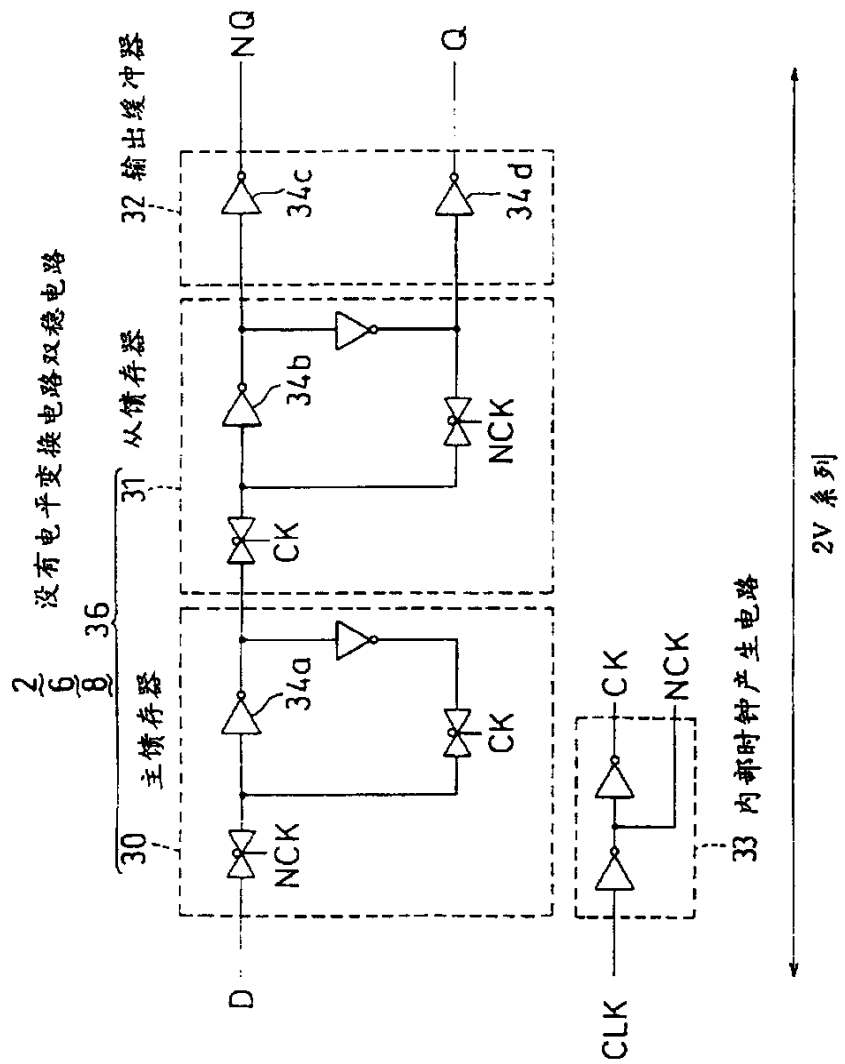 2
6
8
没有电平变换电路双稳电路
36
30 主馈存器
31 从馈存器
32 输出缓冲器
D
NCK
34a
CK
CK
34b
NCK
34c
34d
NQ
Q
CLK
CK
NCK
33 内部时钟产生电路
2V 系列